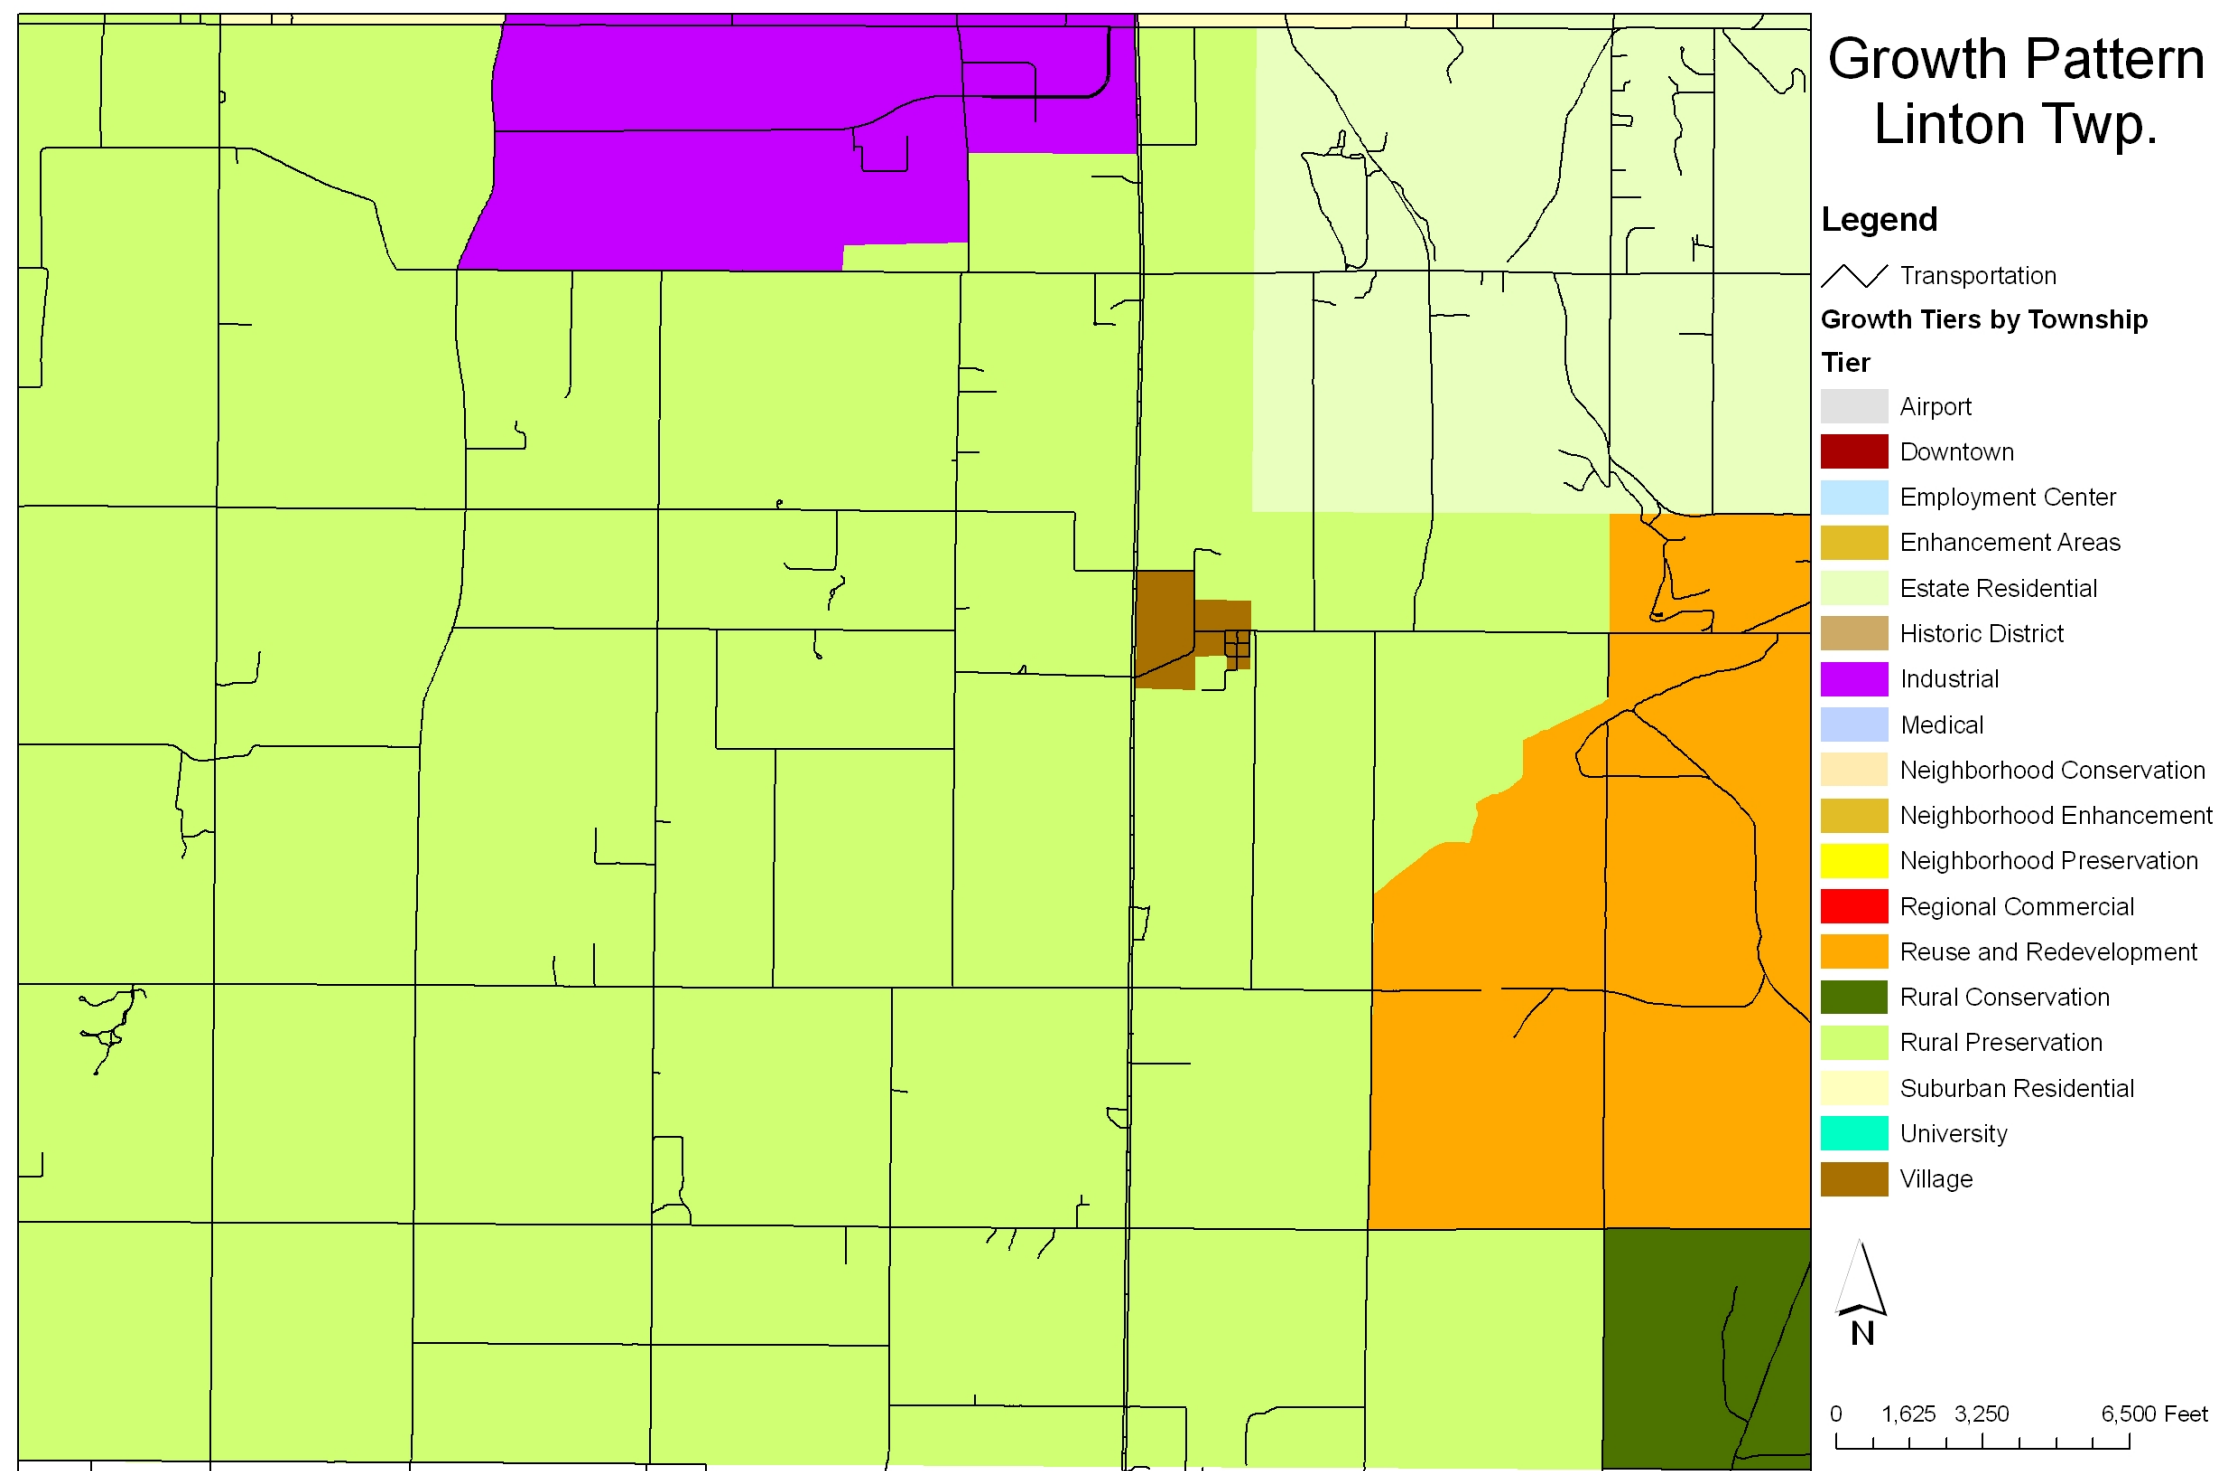 Growth Pattern
Linton Twp.
Legend
Transportation
Growth Tiers by Township
Tier
Airport
Downtown
Employment Center
Enhancement Areas
Estate Residential
Historic District
Industrial
Medical
Neighborhood Conservation
Neighborhood Enhancement
Neighborhood Preservation
Regional Commercial
Reuse and Redevelopment
Rural Conservation
Rural Preservation
Suburban Residential
University
Village
N
0 1,625 3,250 6,500 Feet